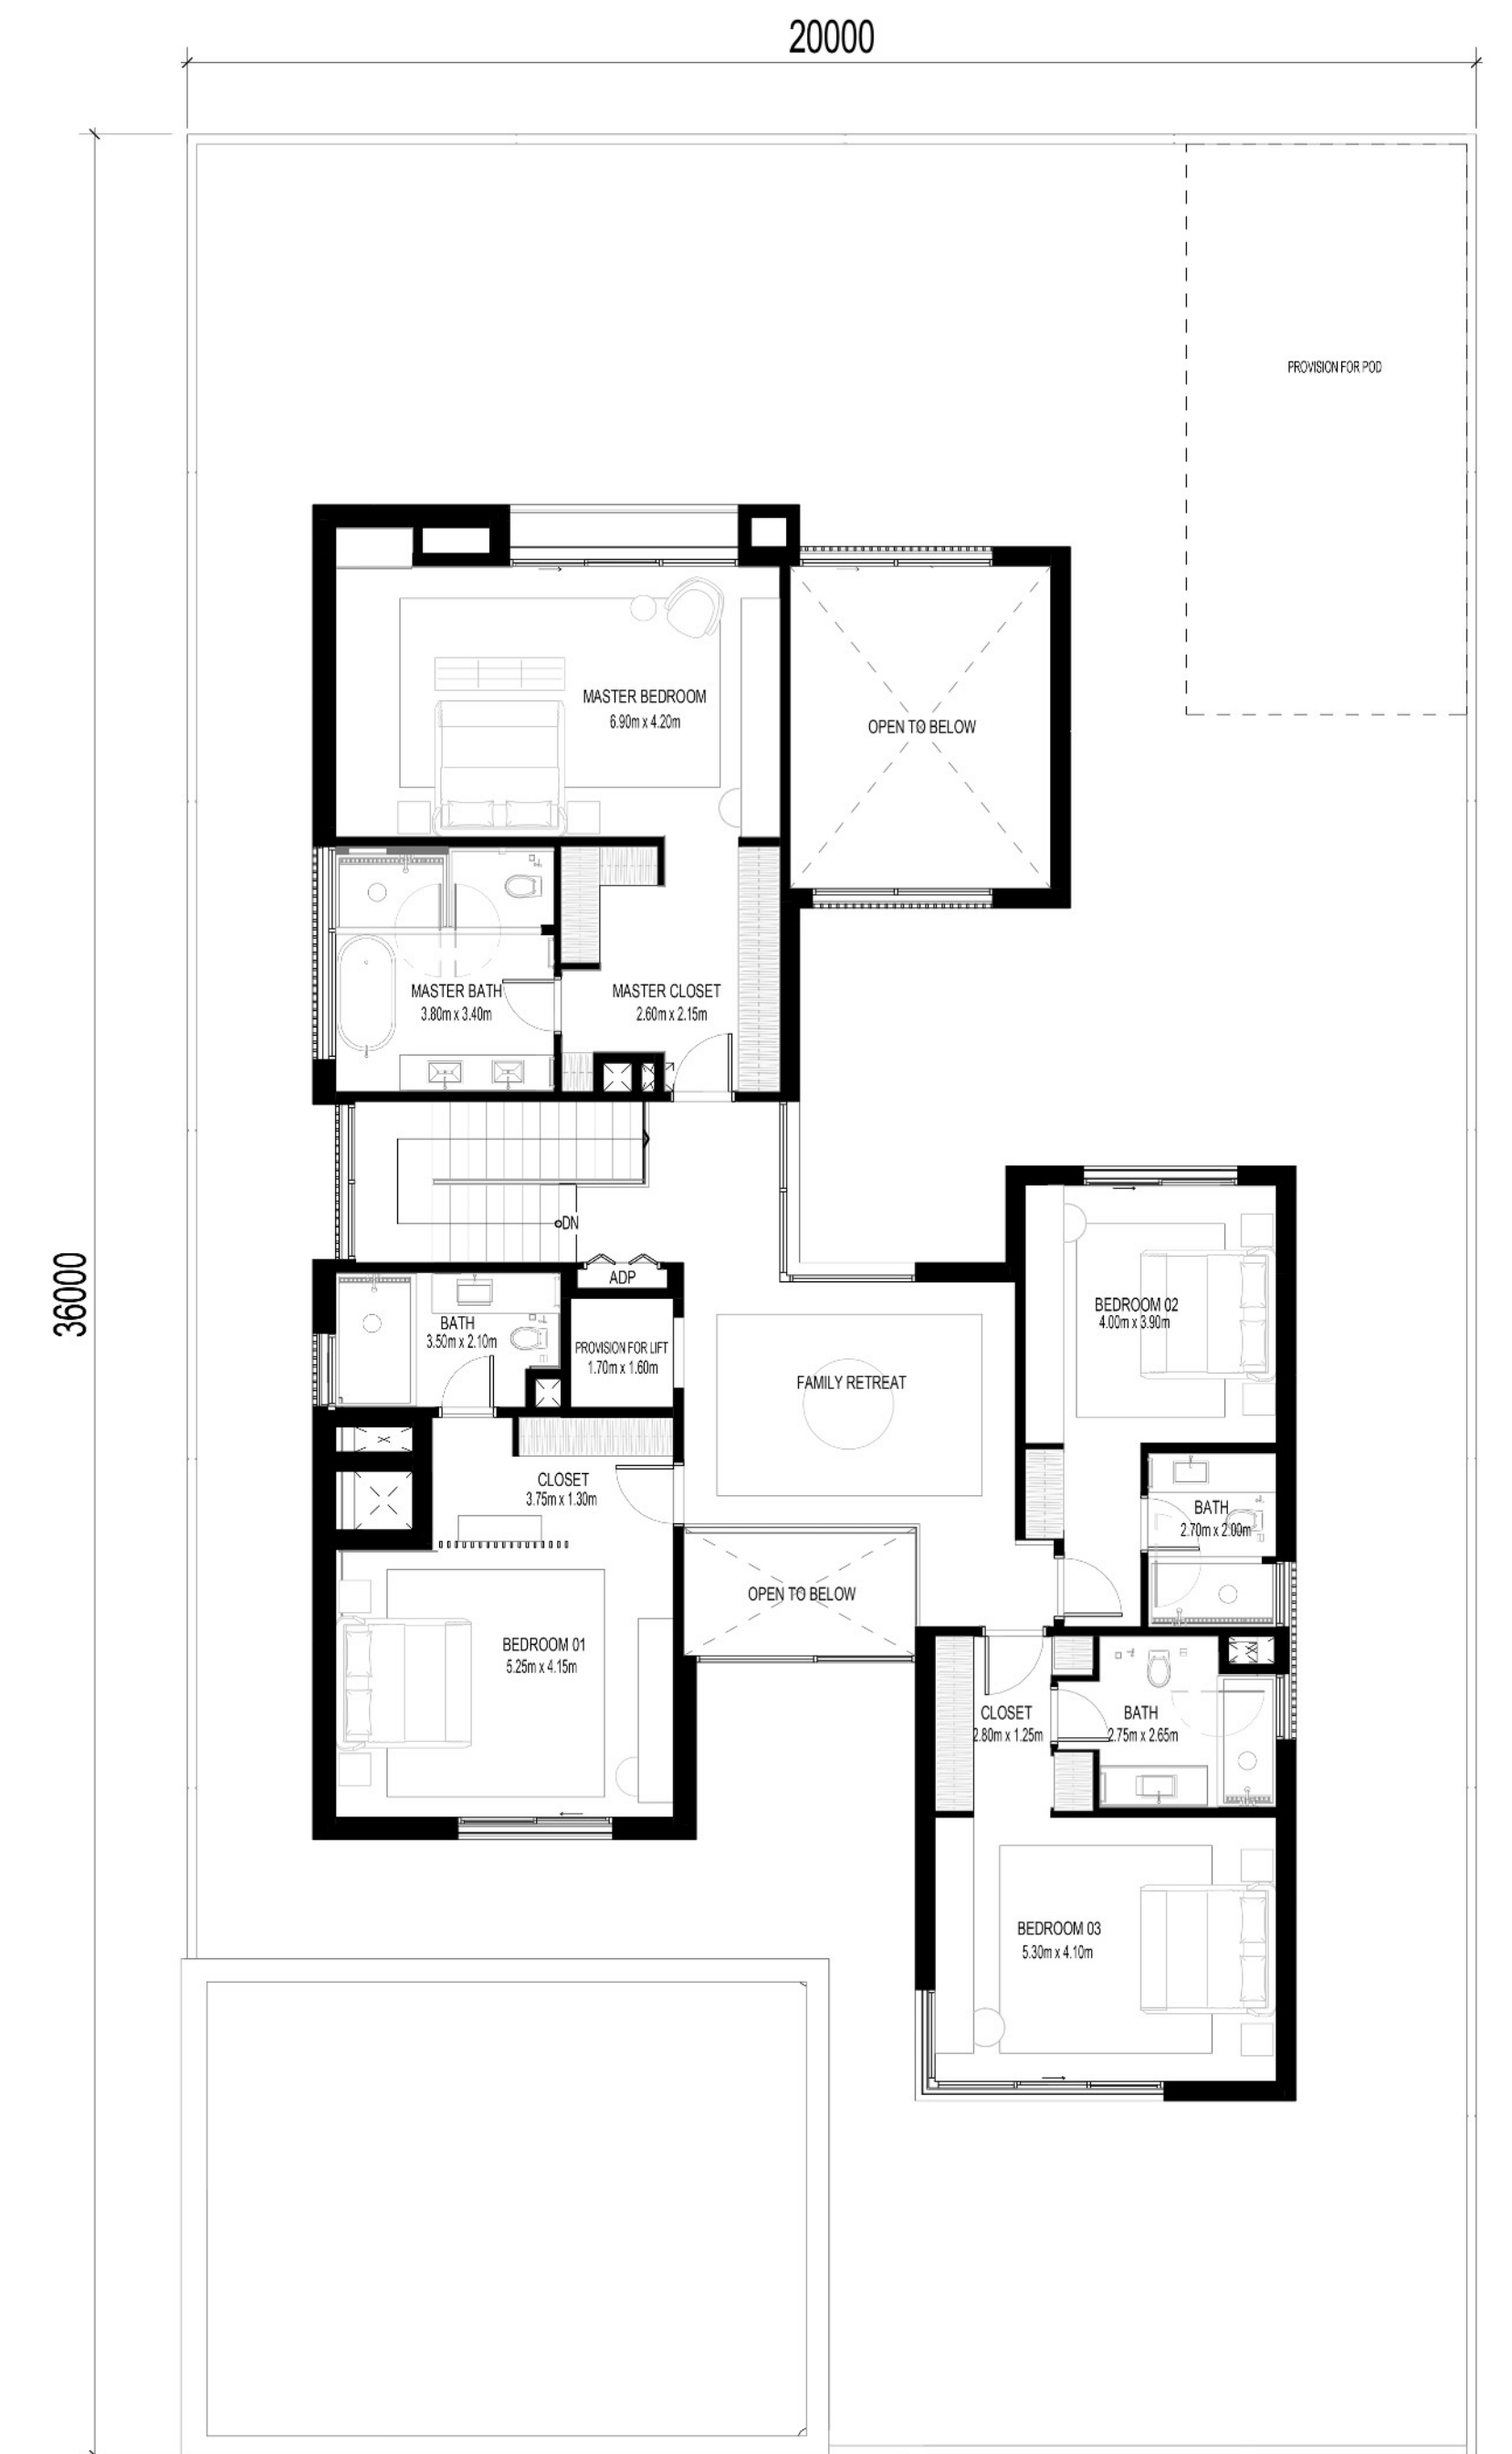 20000
PROVISION FOR POD
MASTER BEDROOM
6.90m x 4.20m
OPEN TO BELOW
MASTER BATH
3.80m x 3.40m
MASTER CLOSET
2.60m x 2.15m
DN
36000
ADP
BATH
3.50m x 2.10m
PROVISION FOR LIFT
1.70m x 1.60m
BEDROOM 02
4.00m x 3.90m
FAMILY RETREAT
CLOSET
3.75m x 1.30m
BATH
2.70m x 2.00m
OPEN TO BELOW
BEDROOM 01
5.25m x 4.15m
CLOSET
2.80m x 1.25m
BATH
2.75m x 2.65m
BEDROOM 03
5.30m x 4.10m